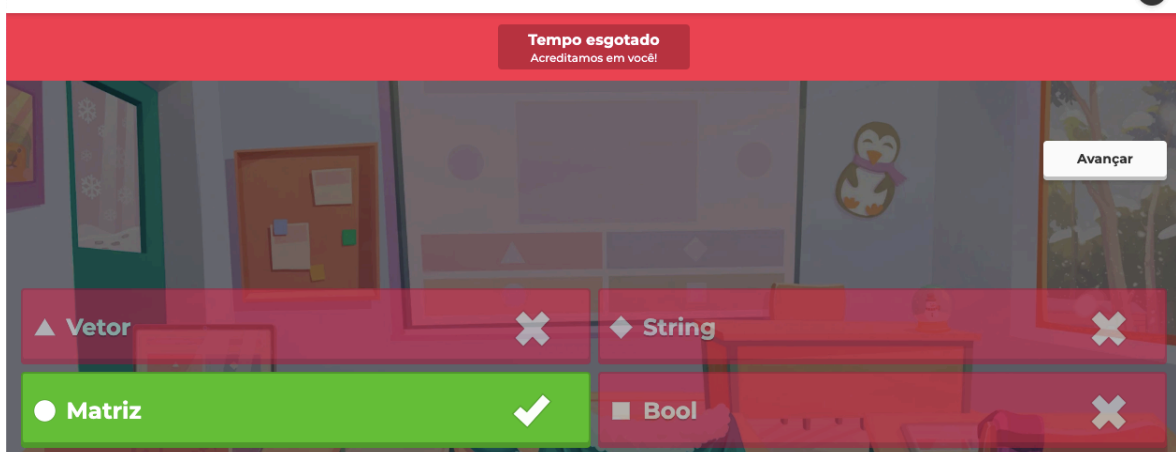 Tempo esgotado
Acreditamos em você!
Avançar
Vetor
String
Matriz
Bool